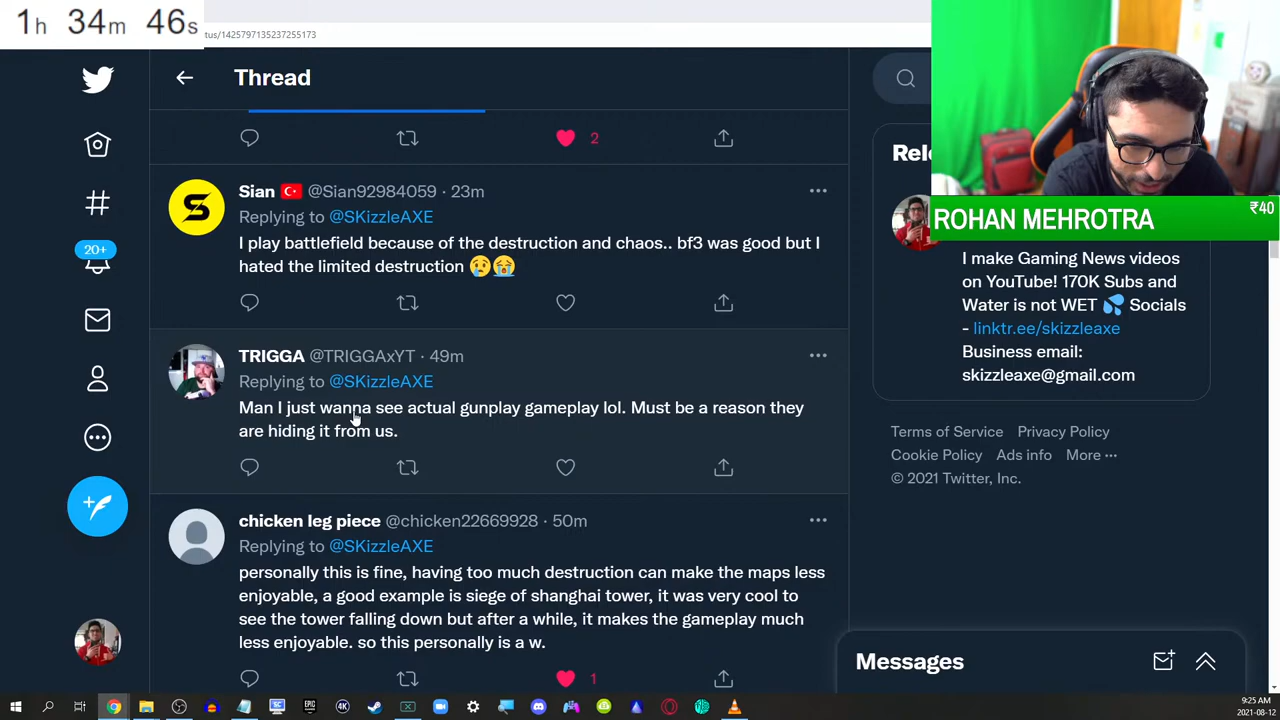 1h 34m 46s
tus/1425797135237255173
Thread
2
Sian 🇹🇷 @Sian92984059 · 23m
Replying to @SKizzleAXE
I play battlefield because of the destruction and chaos.. bf3 was good but I
hated the limited destruction 😢😭
TRIGGA @TRIGGAxYT · 49m
Replying to @SKizzleAXE
Man I just wanna see actual gunplay gameplay lol. Must be a reason they
are hiding it from us.
chicken leg piece @chicken22669928 · 50m
Replying to @SKizzleAXE
personally this is fine, having too much destruction can make the maps less
enjoyable, a good example is siege of shanghai tower, it was very cool to
see the tower falling down but after a while, it makes the gameplay much
less enjoyable. so this personally is a w.
1
20+
Rele
ROHAN MEHROTRA ₹40
I make Gaming News videos
on YouTube! 170K Subs and
Water is not WET 💦 Socials
- linktr.ee/skizzleaxe
Business email:
skizzleaxe@gmail.com
Terms of Service Privacy Policy
Cookie Policy Ads info More ···
© 2021 Twitter, Inc.
Messages
EPIC
4K
9:25 AM
2021-08-12